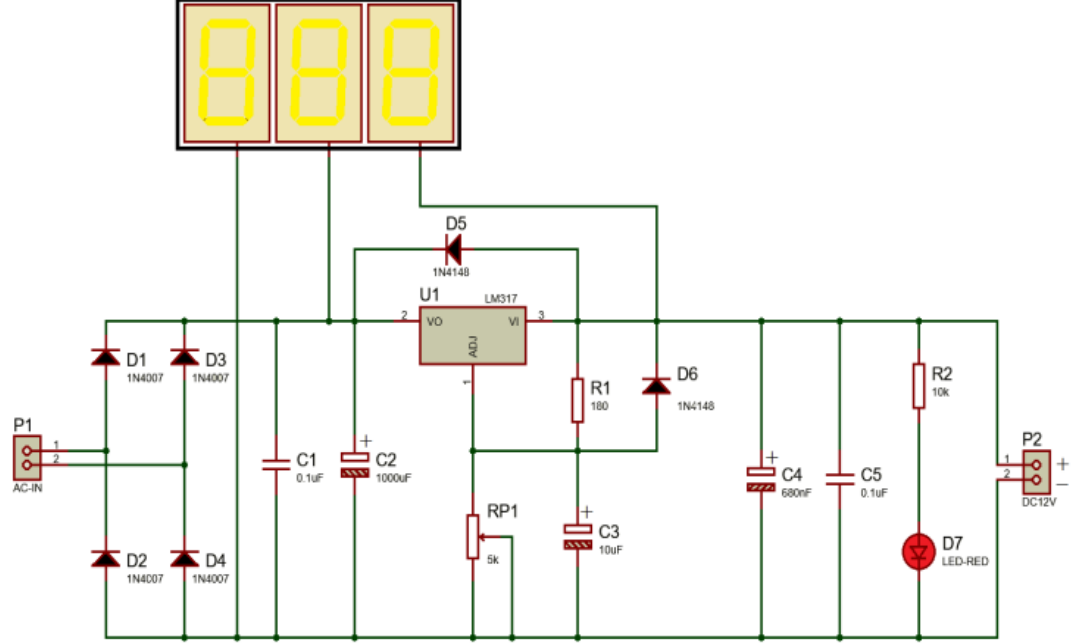 888
D5
1N4148
U1
LM317
2
VO
VI
3
ADJ
1
D1
1N4007
D3
1N4007
R1
180
D6
1N4148
R2
10k
P1
1
2
AC-IN
C1
0.1uF
+
C2
1000uF
+
C4
680nF
C5
0.1uF
P2
1
2
+
−
DC12V
RP1
5k
+
C3
10uF
D2
1N4007
D4
1N4007
D7
LED-RED